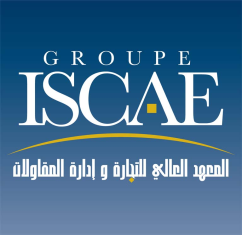 GROUPE
ISCAE
المعهد العالي للتجارة و إدارة المقاولات